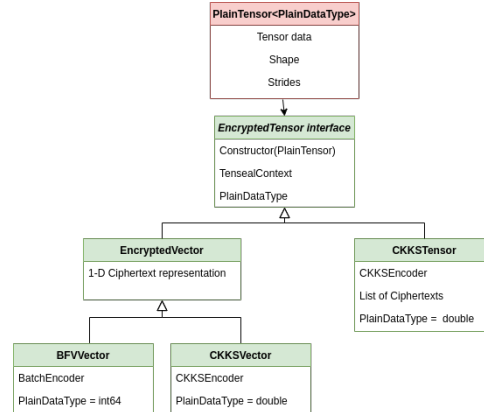 PlainTensor<PlainDataType>
Tensor data
Shape
Strides
EncryptedTensor interface
Constructor(PlainTensor)
TensealContext
PlainDataType
EncryptedVector
1-D Ciphertext representation
CKKSTensor
CKKSEncoder
List of Ciphertexts
PlainDataType = double
BFVVector
BatchEncoder
PlainDataType = int64
CKKSVector
CKKSEncoder
PlainDataType = double